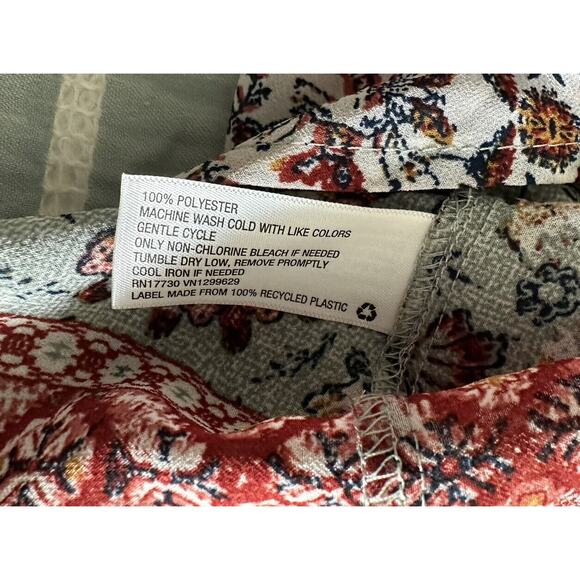 100% POLYESTER
MACHINE WASH COLD WITH LIKE COLORS
GENTLE CYCLE
ONLY NON-CHLORINE BLEACH IF NEEDED
TUMBLE DRY LOW, REMOVE PROMPTLY
COOL IRON IF NEEDED
RN17730 VN1299629
LABEL MADE FROM 100% RECYCLED PLASTIC